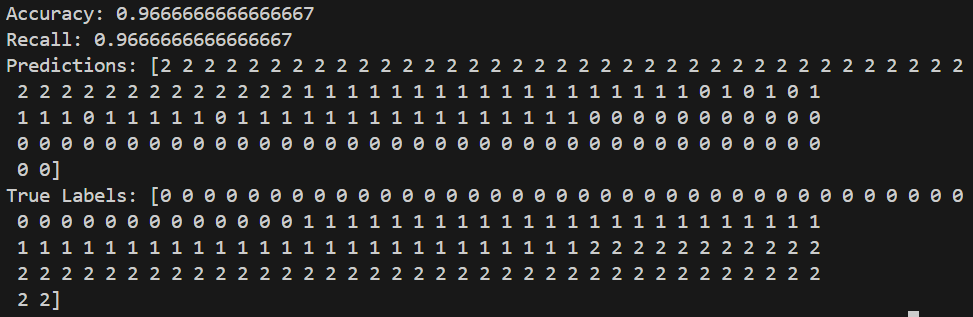 Accuracy: 0.9666666666666667
Recall: 0.9666666666666667
Predictions: [2 2 2 2 2 2 2 2 2 2 2 2 2 2 2 2 2 2 2 2 2 2 2 2 2 2 2 2 2 2 2 2 2 2 2 2 2
2 2 2 2 2 2 2 2 2 2 2 2 2 1 1 1 1 1 1 1 1 1 1 1 1 1 1 1 1 1 1 0 1 0 1 0 1
1 1 1 0 1 1 1 1 1 0 1 1 1 1 1 1 1 1 1 1 1 1 1 1 1 1 0 0 0 0 0 0 0 0 0 0 0
0 0 0 0 0 0 0 0 0 0 0 0 0 0 0 0 0 0 0 0 0 0 0 0 0 0 0 0 0 0 0 0 0 0 0 0 0
0 0]
True Labels: [0 0 0 0 0 0 0 0 0 0 0 0 0 0 0 0 0 0 0 0 0 0 0 0 0 0 0 0 0 0 0 0 0 0 0 0 0
0 0 0 0 0 0 0 0 0 0 0 0 0 1 1 1 1 1 1 1 1 1 1 1 1 1 1 1 1 1 1 1 1 1 1 1 1
1 1 1 1 1 1 1 1 1 1 1 1 1 1 1 1 1 1 1 1 1 1 1 1 1 1 2 2 2 2 2 2 2 2 2 2 2
2 2 2 2 2 2 2 2 2 2 2 2 2 2 2 2 2 2 2 2 2 2 2 2 2 2 2 2 2 2 2 2 2 2 2 2 2
2 2]